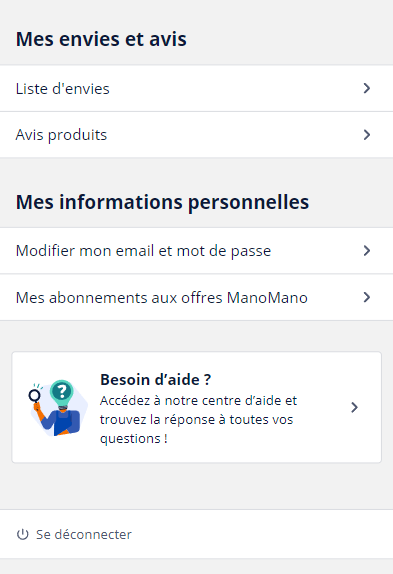 Mes envies et avis
Liste d'envies
Avis produits
Mes informations personnelles
Modifier mon email et mot de passe
Mes abonnements aux offres ManoMano
?
Besoin d’aide ?
Accédez à notre centre d’aide et
trouvez la réponse à toutes vos
questions !
Se déconnecter